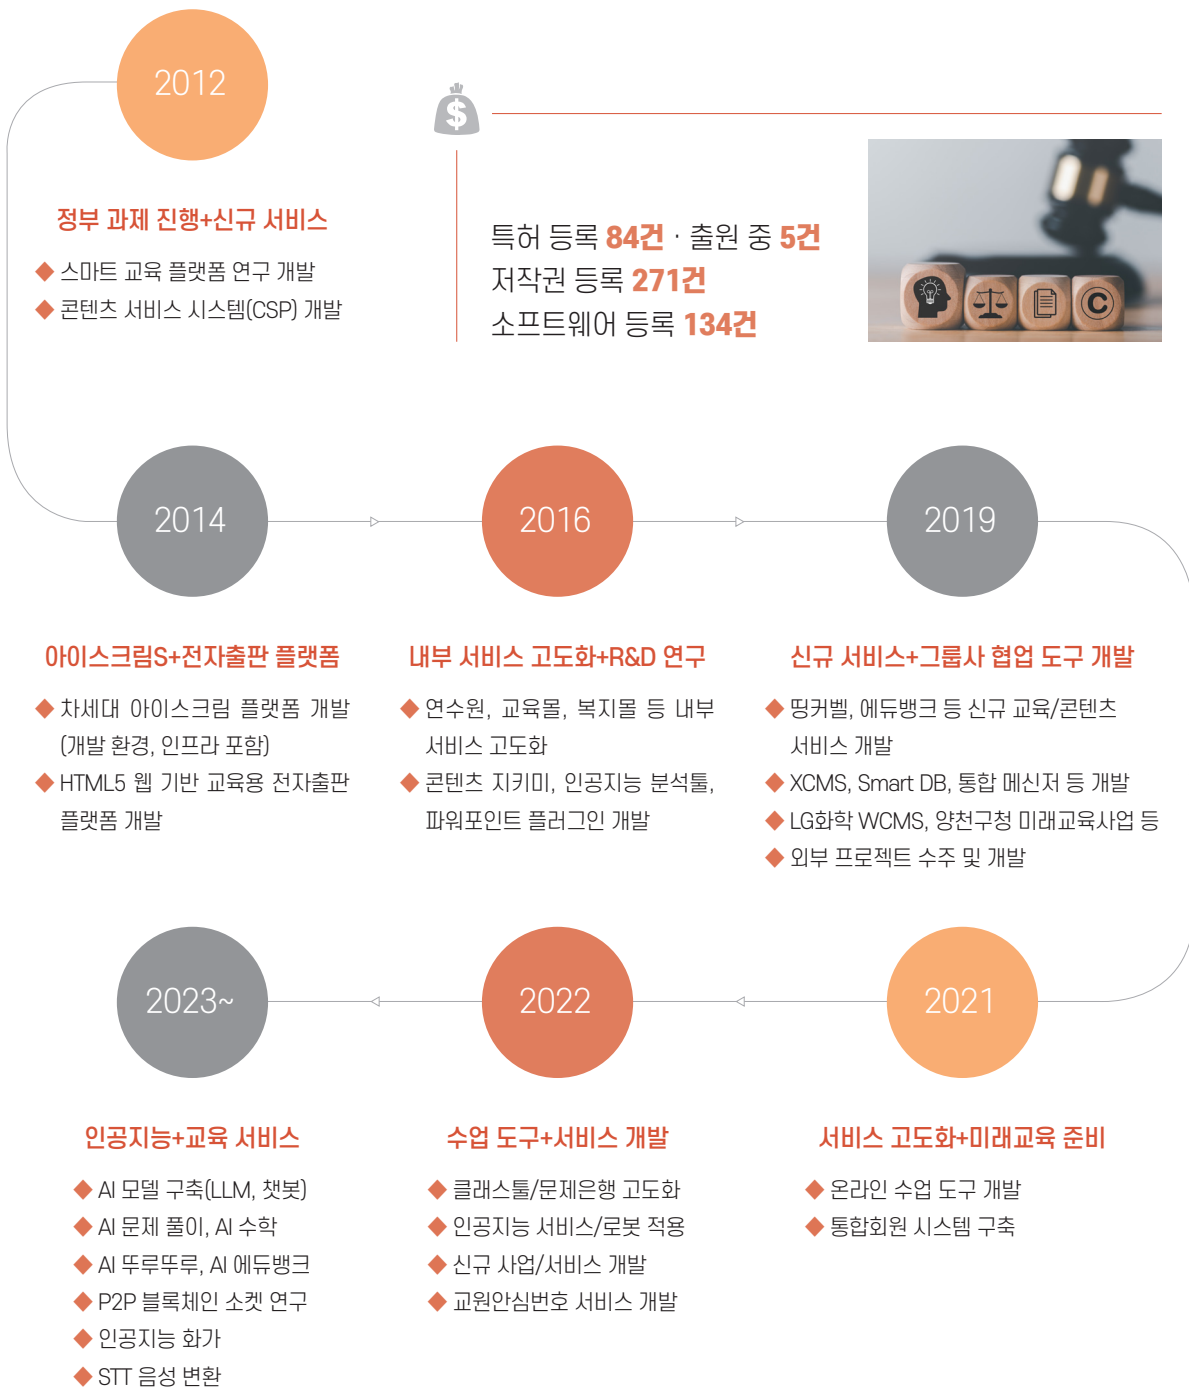 2012
정부 과제 진행+신규 서비스
◆ 스마트 교육 플랫폼 연구 개발
◆ 콘텐츠 서비스 시스템(CSP) 개발
$
특허 등록 84건 · 출원 중 5건
저작권 등록 271건
소프트웨어 등록 134건
C
2014
아이스크림S+전자출판 플랫폼
◆ 차세대 아이스크림 플랫폼 개발
(개발 환경, 인프라 포함)
◆ HTML5 웹 기반 교육용 전자출판
플랫폼 개발
2016
내부 서비스 고도화+R&D 연구
◆ 연수원, 교육몰, 복지몰 등 내부
서비스 고도화
◆ 콘텐츠 지키미, 인공지능 분석툴,
파워포인트 플러그인 개발
2019
신규 서비스+그룹사 협업 도구 개발
◆ 띵커벨, 에듀뱅크 등 신규 교육/콘텐츠
서비스 개발
◆ XCMS, Smart DB, 통합 메신저 등 개발
◆ LG화학 WCMS, 양천구청 미래교육사업 등
◆ 외부 프로젝트 수주 및 개발
2021
서비스 고도화+미래교육 준비
◆ 온라인 수업 도구 개발
◆ 통합회원 시스템 구축
2022
수업 도구+서비스 개발
◆ 클래스툴/문제은행 고도화
◆ 인공지능 서비스/로봇 적용
◆ 신규 사업/서비스 개발
◆ 교원안심번호 서비스 개발
2023~
인공지능+교육 서비스
◆ AI 모델 구축(LLM, 챗봇)
◆ AI 문제 풀이, AI 수학
◆ AI 뚜루뚜루, AI 에듀뱅크
◆ P2P 블록체인 소켓 연구
◆ 인공지능 화가
◆ STT 음성 변환